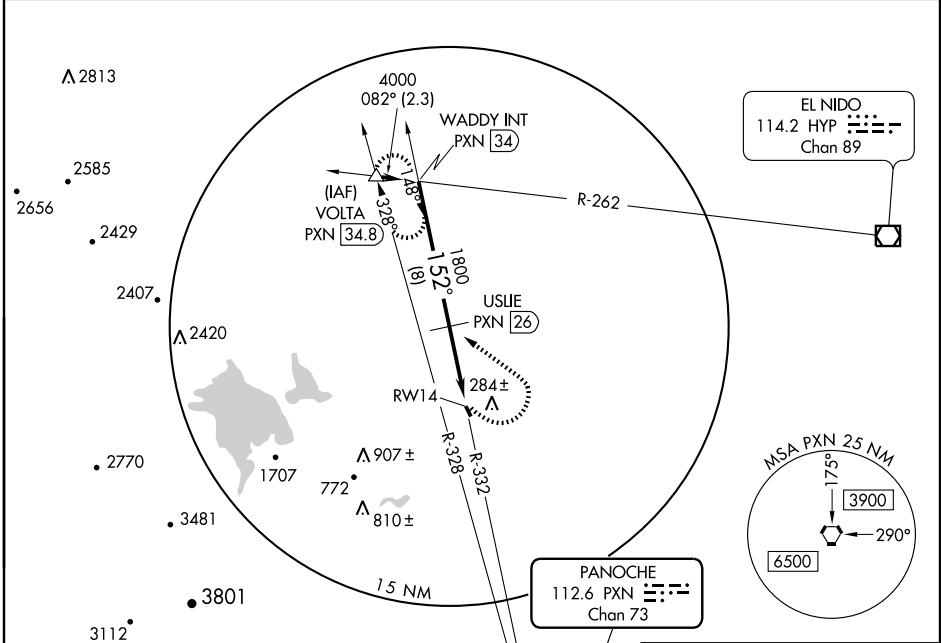 2813
4000
082° (2.3)
WADDY INT
PXN 34
EL NIDO
114.2 HYP
Chan 89
2585
2656
(IAF)
VOLTA
PXN 34.8
148°
328°
R-262
2429
2407
1800
152°
(8)
USLIE
PXN 26
2420
284±
RW14
R-328
R-332
2770
1707
907±
772
810±
3481
3801
3112
15 NM
PANOCHE
112.6 PXN
Chan 73
MSA PXN 25 NM
175°
3900
290°
6500